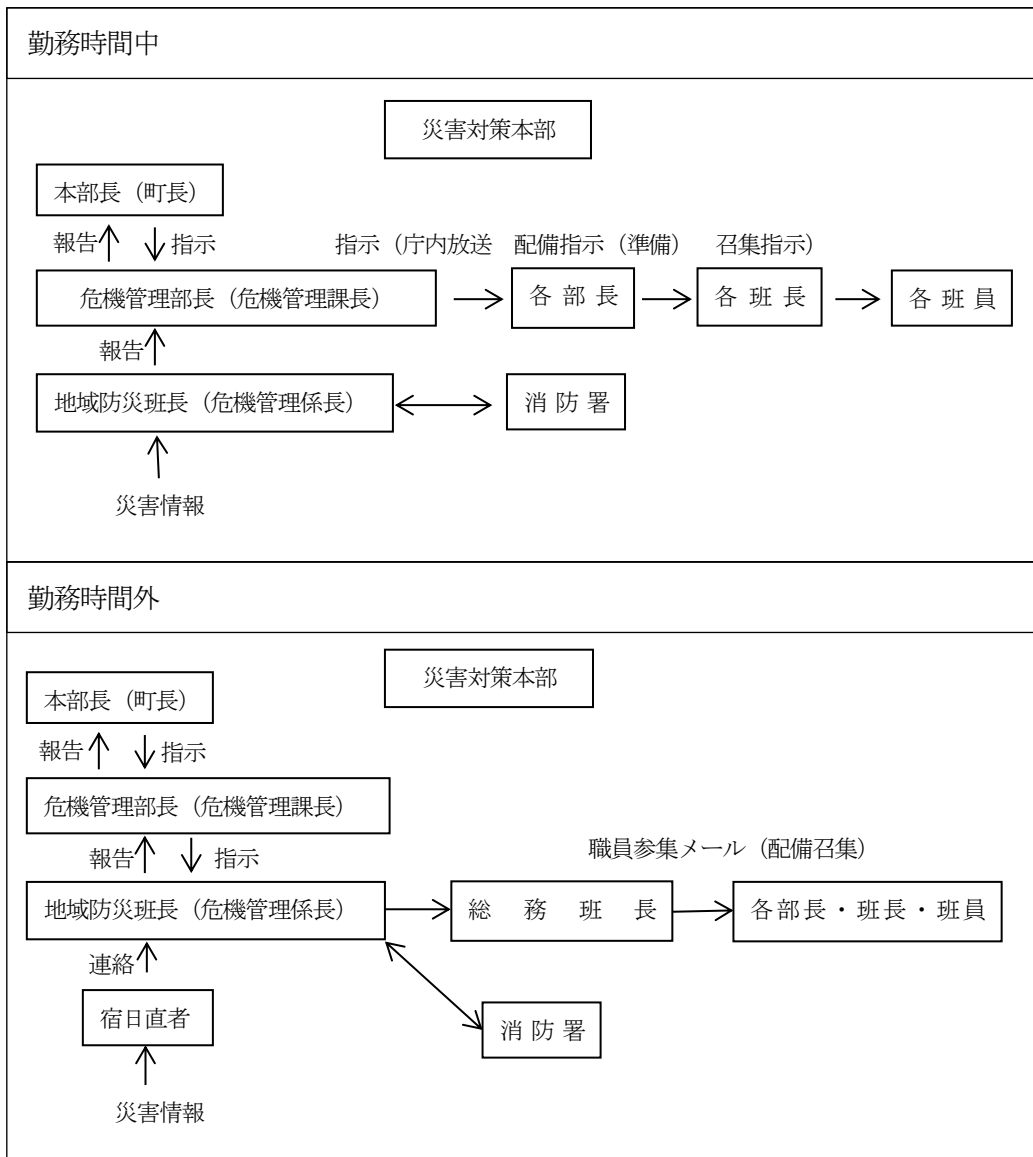 勤務時間中
災害対策本部
本部長（町長）
報告 指示 指示（庁内放送 配備指示（準備） 召集指示）
危機管理部長（危機管理課長） 各部長 各班長 各班員
報告
地域防災班長（危機管理係長） 消防署
災害情報
勤務時間外
災害対策本部
本部長（町長）
報告 指示
危機管理部長（危機管理課長）
報告 指示 職員参集メール（配備召集）
地域防災班長（危機管理係長） 総務班長 各部長・班長・班員
連絡
宿日直者 消防署
災害情報